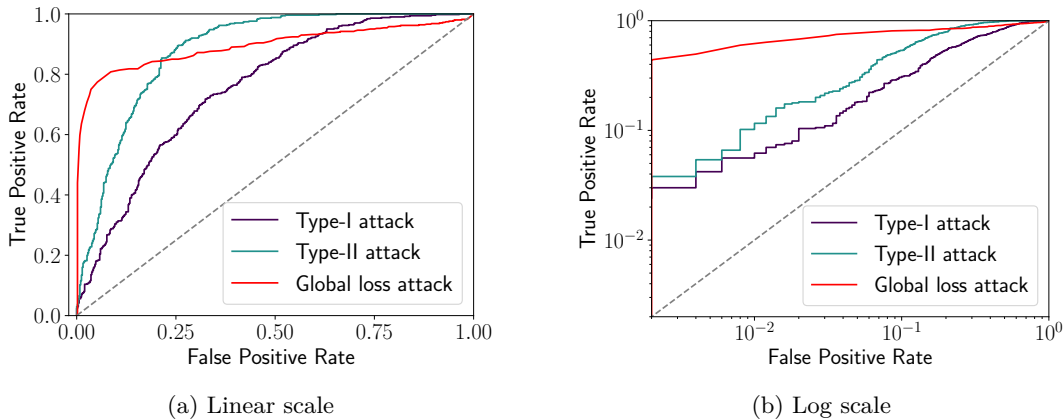 1.0
0.8
0.6
0.4
0.2
0.0
True Positive Rate
0.00
0.25
0.50
0.75
1.00
False Positive Rate
Type-I attack
Type-II attack
Global loss attack
(a) Linear scale
10^0
10^-1
10^-2
True Positive Rate
10^-2
10^-1
10^0
False Positive Rate
Type-I attack
Type-II attack
Global loss attack
(b) Log scale